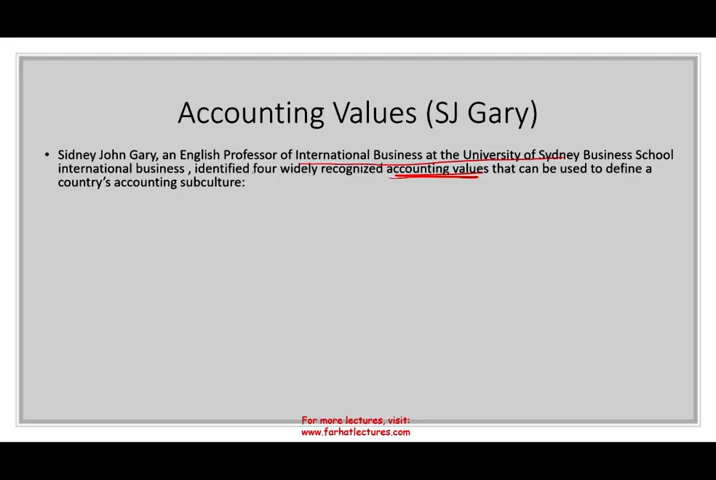 Accounting Values (SJ Gary)
• Sidney John Gary, an English Professor of International Business at the University of Sydney Business School
international business , identified four widely recognized accounting values that can be used to define a
country's accounting subculture:
For more lectures, visit:
www.farhatlectures.com